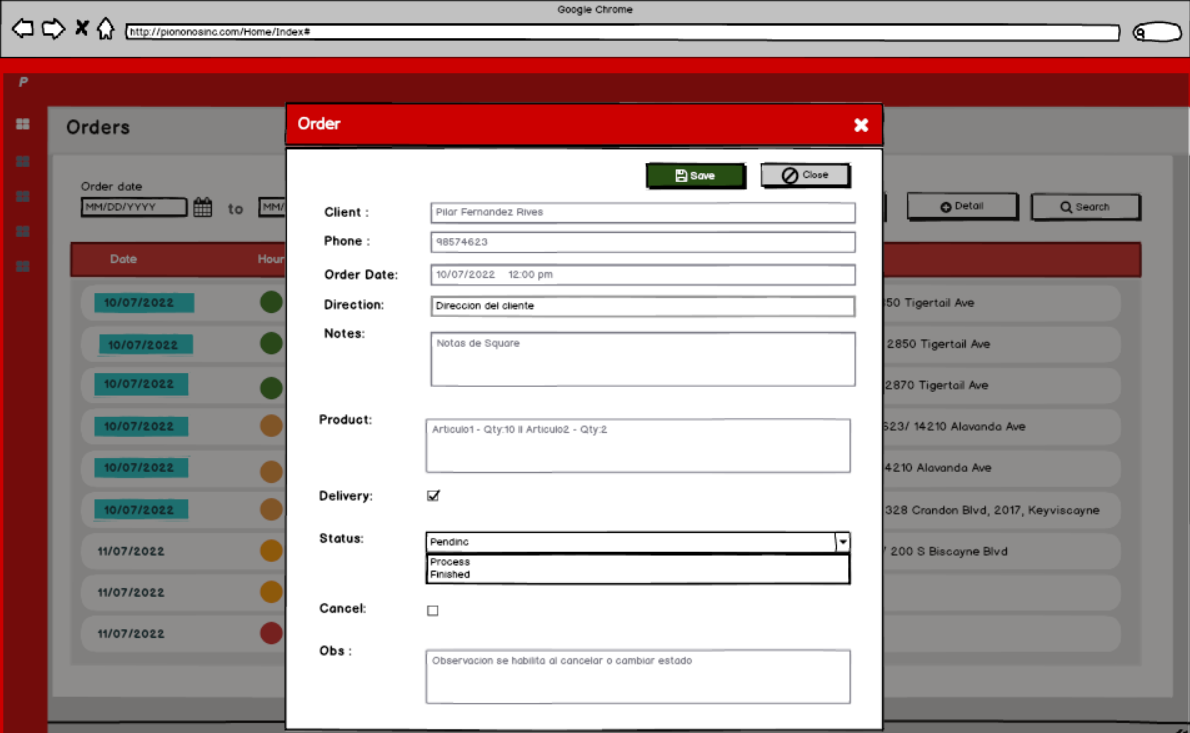 Google Chrome
http://piononosinc.com/Home/Index#
P
Orders
Order
Save
Close
Order date
MM/DD/YYYY
to
MM/
Detail
Search
Client :
Pilar Fernandez Rives
Phone :
98574623
Date
Hour
Order Date:
10/07/2022 12:00 pm
10/07/2022
Direction:
Direccion del cliente
50 Tigertail Ave
Notes:
Notas de Square
10/07/2022
2850 Tigertail Ave
10/07/2022
2870 Tigertail Ave
Product:
Articulo1 - Qty:10 II Articulo2 - Qty:2
10/07/2022
623/ 14210 Alavanda Ave
10/07/2022
4210 Alavanda Ave
Delivery:
10/07/2022
328 Crandon Blvd, 2017, Keyviscayne
Status:
Pendinc
Process
Finished
11/07/2022
/ 200 S Biscayne Blvd
11/07/2022
Cancel:
11/07/2022
Obs :
Observacion se habilita al cancelar o cambiar estado